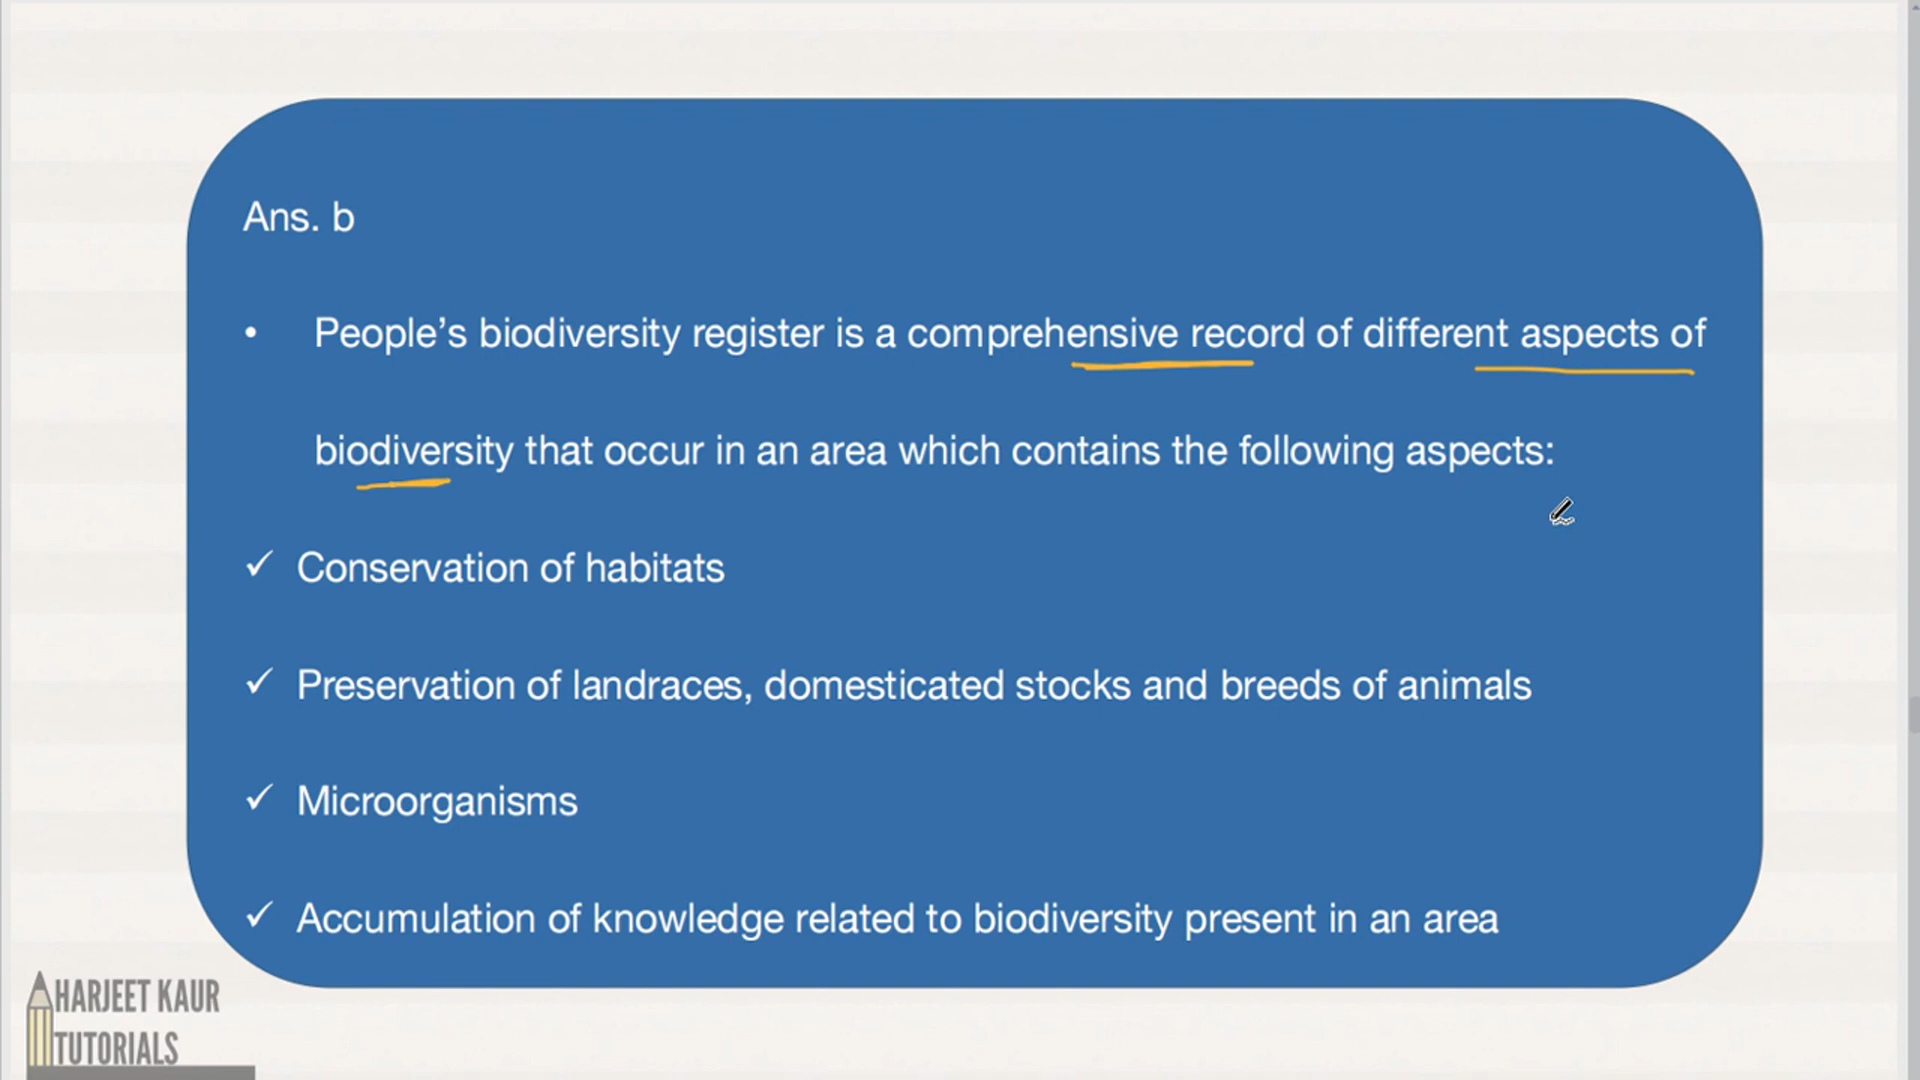 Ans. b
• People’s biodiversity register is a comprehensive record of different aspects of
biodiversity that occur in an area which contains the following aspects:
✓ Conservation of habitats
✓ Preservation of landraces, domesticated stocks and breeds of animals
✓ Microorganisms
✓ Accumulation of knowledge related to biodiversity present in an area
HARJEET KAUR
TUTORIALS